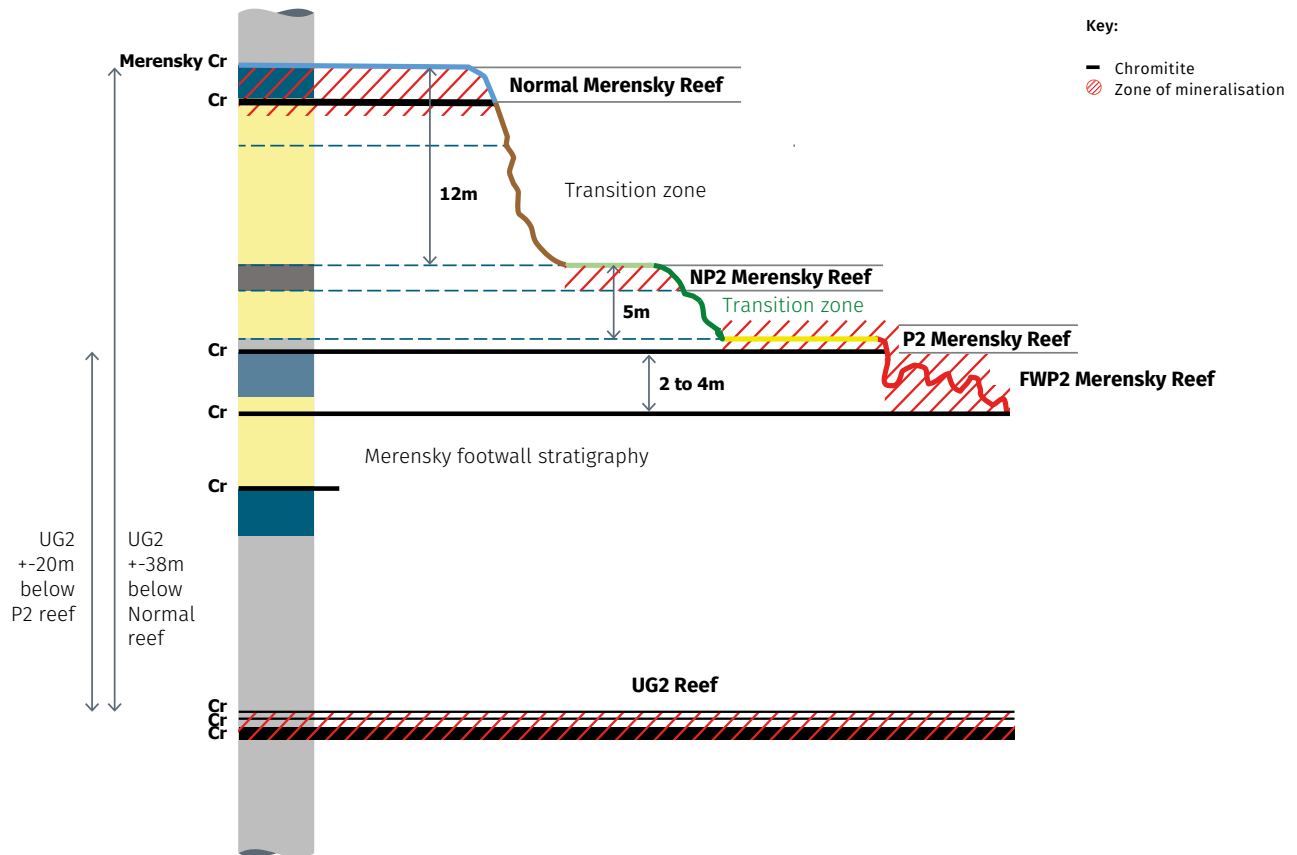 Key:
Chromitite
Zone of mineralisation
Merensky Cr
Normal Merensky Reef
Cr
12m
Transition zone
NP2 Merensky Reef
5m
Transition zone
P2 Merensky Reef
Cr
2 to 4m
FWP2 Merensky Reef
Cr
Merensky footwall stratigraphy
Cr
UG2
+-20m
below
P2 reef
UG2
+-38m
below
Normal
reef
UG2 Reef
Cr
Cr
Cr